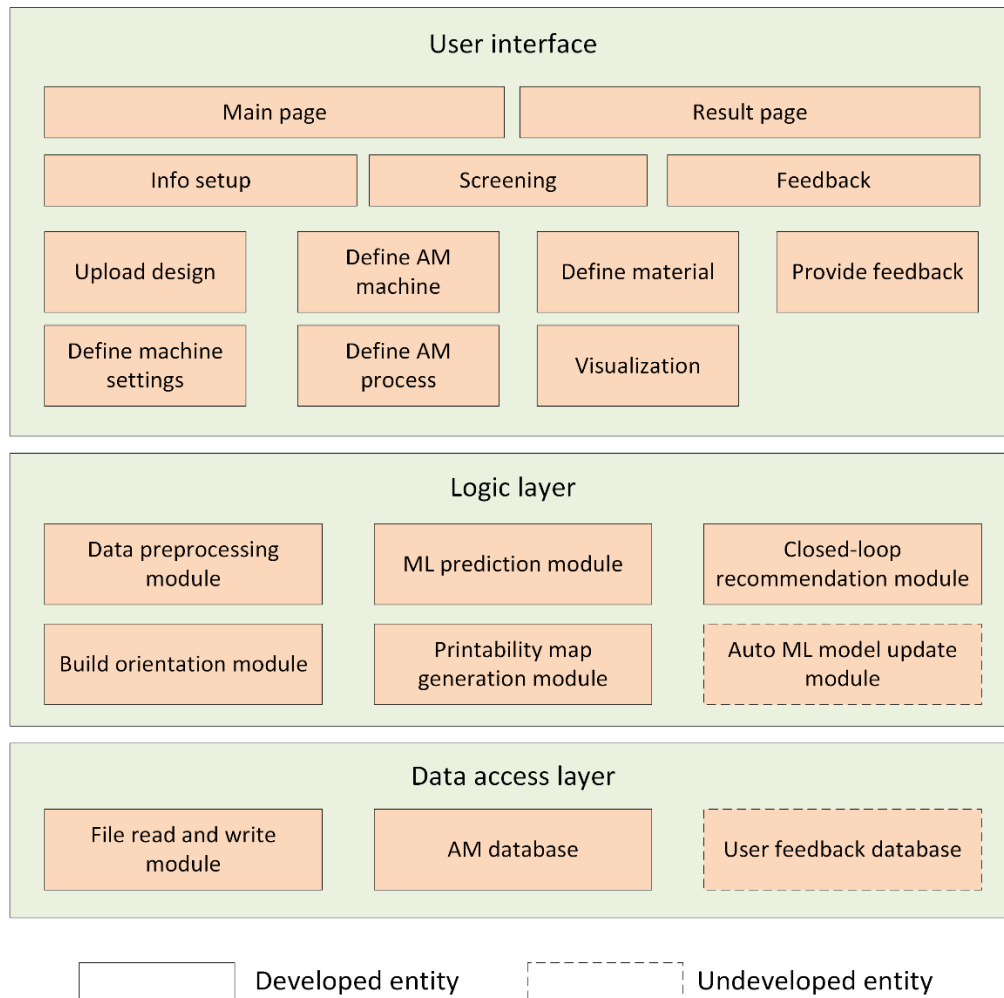 User interface
Main page
Result page
Info setup
Screening
Feedback
Upload design
Define AM
machine
Define material
Provide feedback
Define machine
settings
Define AM
process
Visualization
Logic layer
Data preprocessing
module
ML prediction module
Closed-loop
recommendation module
Build orientation module
Printability map
generation module
Auto ML model update
module
Data access layer
File read and write
module
AM database
User feedback database
Developed entity
Undeveloped entity